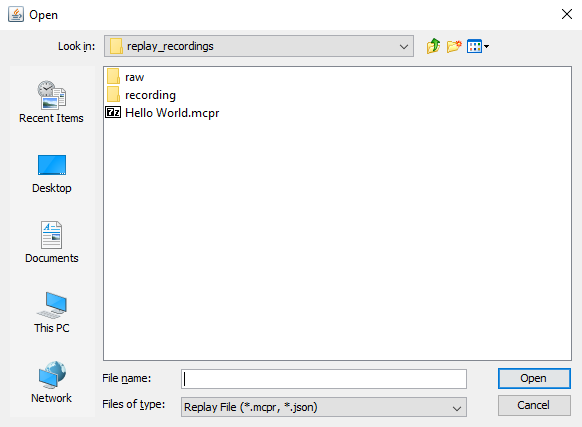 Open
Look in: replay_recordings
raw
recording
7z Hello World.mcpr
Recent Items
Desktop
Documents
This PC
Network
File name: Open
Files of type: Replay File (*.mcpr, *.json) Cancel